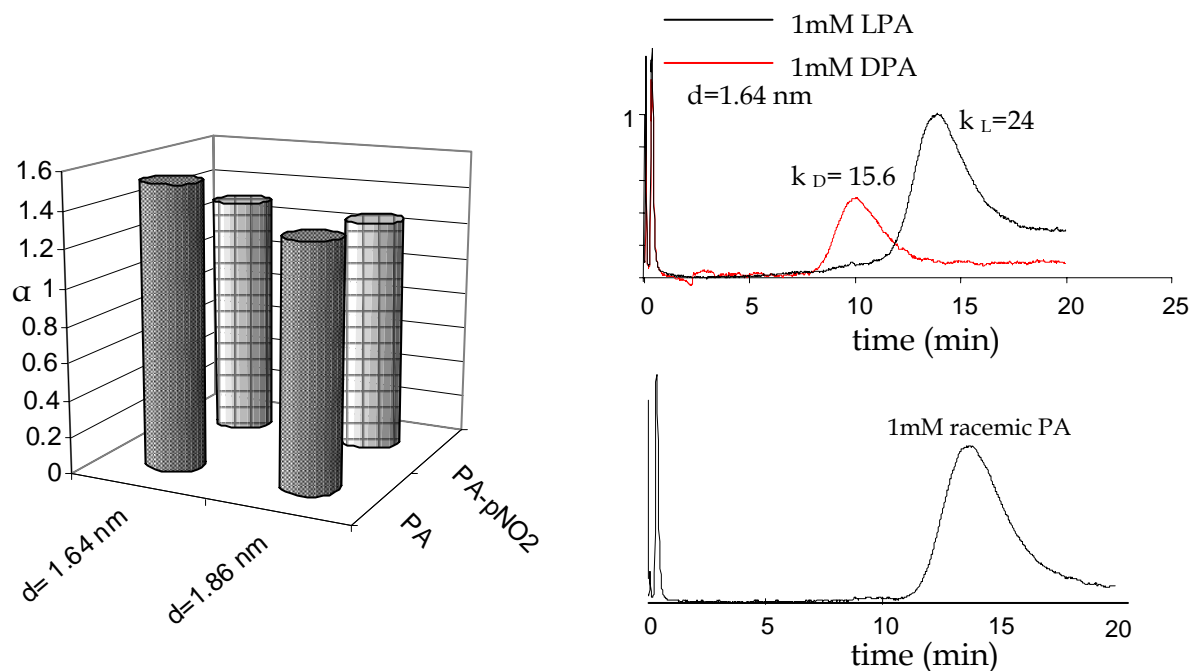 1.6
1.4
1.2
1
0.8
0.6
0.4
0.2
0
α
d= 1.64 nm
d=1.86 nm
PA
PA-pNO2
1mM LPA
1mM DPA
d=1.64 nm
1
k L=24
k D= 15.6
0 5 10 15 20 25
time (min)
1mM racemic PA
0 5 10 15 20
time (min)